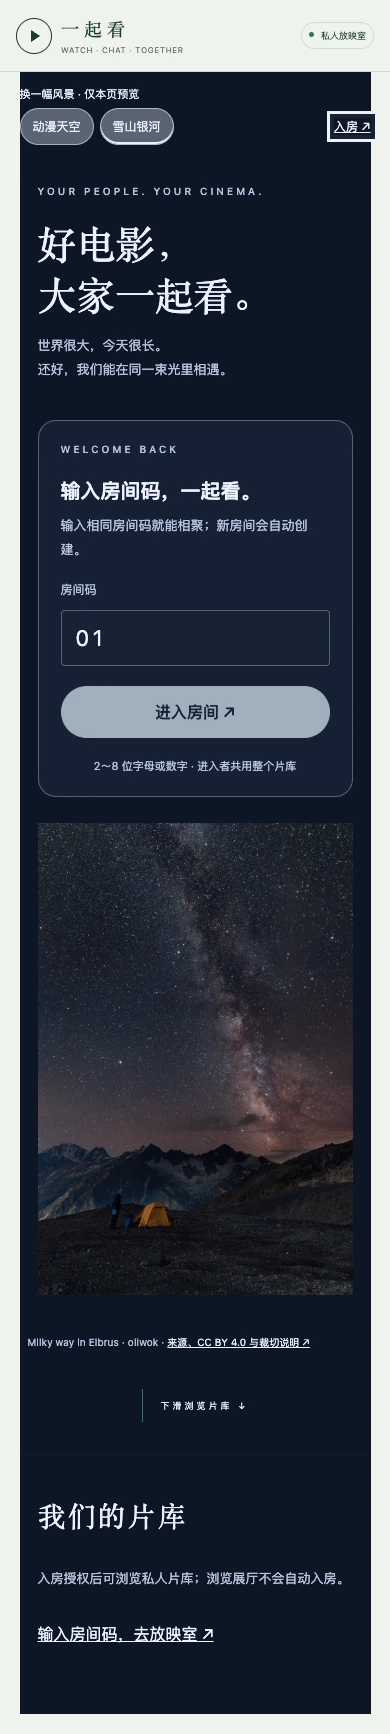 一起看
WATCH · CHAT · TOGETHER
私人放映室
换一幅风景 · 仅本页预览
动漫天空
雪山银河
入房 ↗
YOUR PEOPLE. YOUR CINEMA.
好电影，
大家一起看。
世界很大，今天很长。
还好，我们能在同一束光里相遇。
WELCOME BACK
输入房间码，一起看。
输入相同房间码就能相聚；新房间会自动创
建。
房间码
01
进入房间 ↗
2～8 位字母或数字 · 进入者共用整个片库
Milky way in Elbrus · oliwok · 来源、CC BY 4.0 与裁切说明 ↗
下滑浏览片库 ↓
我们的片库
入房授权后可浏览私人片库；浏览展厅不会自动入房。
输入房间码，去放映室 ↗